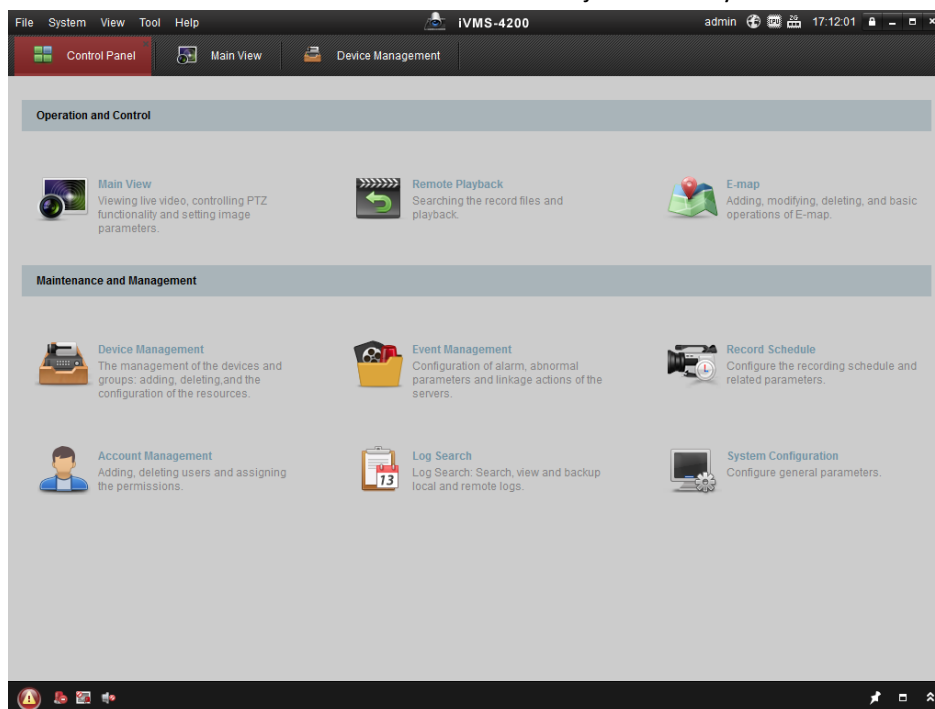 File System View Tool Help iVMS-4200 admin CPU 2G 17:12:01
Control Panel Main View Device Management
Operation and Control
Main View
Viewing live video, controlling PTZ
functionality and setting image
parameters.
Remote Playback
Searching the record files and
playback.
E-map
Adding, modifying, deleting, and basic
operations of E-map.
Maintenance and Management
Device Management
The management of the devices and
groups: adding, deleting,and the
configuration of the resources.
Event Management
Configuration of alarm, abnormal
parameters and linkage actions of the
servers.
Record Schedule
Configure the recording schedule and
related parameters.
Account Management
Adding, deleting users and assigning
the permissions.
13
Log Search
Log Search: Search, view and backup
local and remote logs.
System Configuration
Configure general parameters.